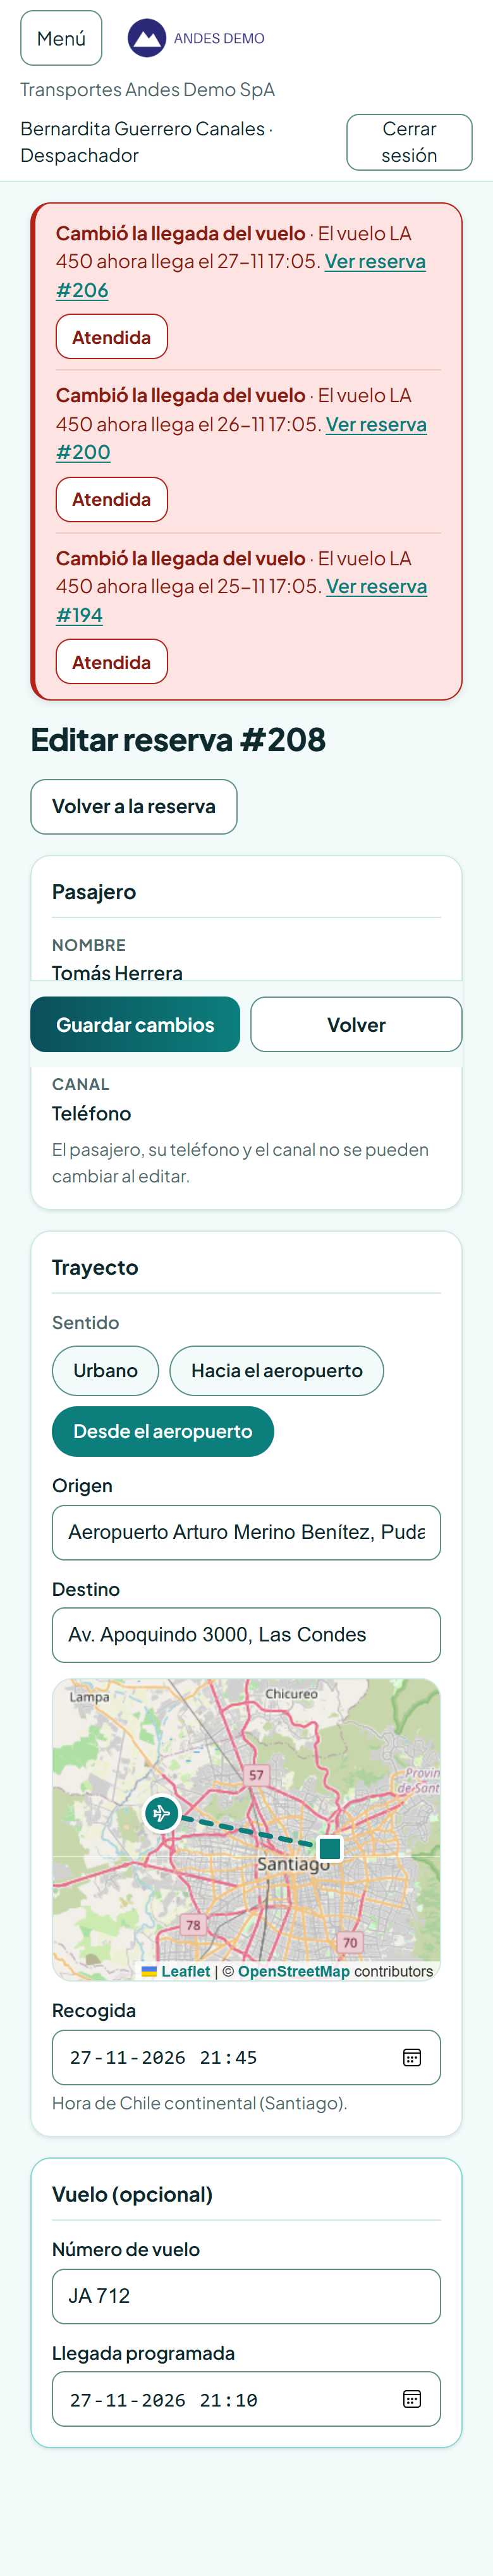 Menú
ANDES DEMO
Transportes Andes Demo SpA
Bernardita Guerrero Canales ·
Despachador
Cerrar
sesión
Cambió la llegada del vuelo · El vuelo LA
450 ahora llega el 27–11 17:05. Ver reserva
#206
Atendida
Cambió la llegada del vuelo · El vuelo LA
450 ahora llega el 26–11 17:05. Ver reserva
#200
Atendida
Cambió la llegada del vuelo · El vuelo LA
450 ahora llega el 25–11 17:05. Ver reserva
#194
Atendida
Editar reserva #208
Volver a la reserva
Pasajero
NOMBRE
Tomás Herrera
Guardar cambios
Volver
CANAL
Teléfono
El pasajero, su teléfono y el canal no se pueden
cambiar al editar.
Trayecto
Sentido
Urbano
Hacia el aeropuerto
Desde el aeropuerto
Origen
Aeropuerto Arturo Merino Benítez, Puda
Destino
Av. Apoquindo 3000, Las Condes
Lampa
Chicureo
57
Provin
de Sant
Santiago
78
70
Leaflet | © OpenStreetMap contributors
Recogida
27-11-2026 21:45
Hora de Chile continental (Santiago).
Vuelo (opcional)
Número de vuelo
JA 712
Llegada programada
27-11-2026 21:10